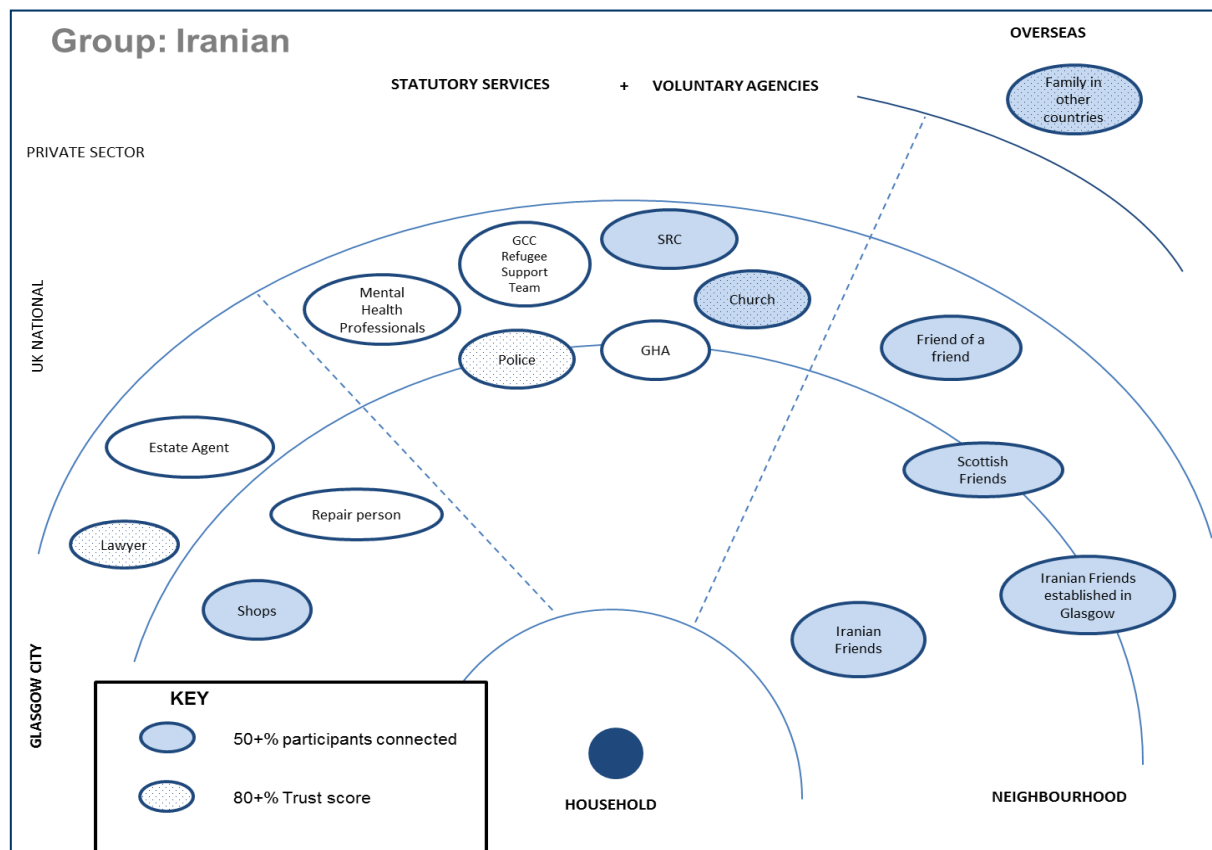 Group: Iranian
OVERSEAS
STATUTORY SERVICES + VOLUNTARY AGENCIES
Family in
other
countries
PRIVATE SECTOR
UK NATIONAL
GLASGOW CITY
GCC
Refugee
Support
Team
SRC
Mental
Health
Professionals
Church
Police
GHA
Friend of a
friend
Estate Agent
Scottish
Friends
Repair person
Lawyer
Shops
Iranian Friends
established in
Glasgow
Iranian
Friends
KEY
50+% participants connected
80+% Trust score
HOUSEHOLD
NEIGHBOURHOOD